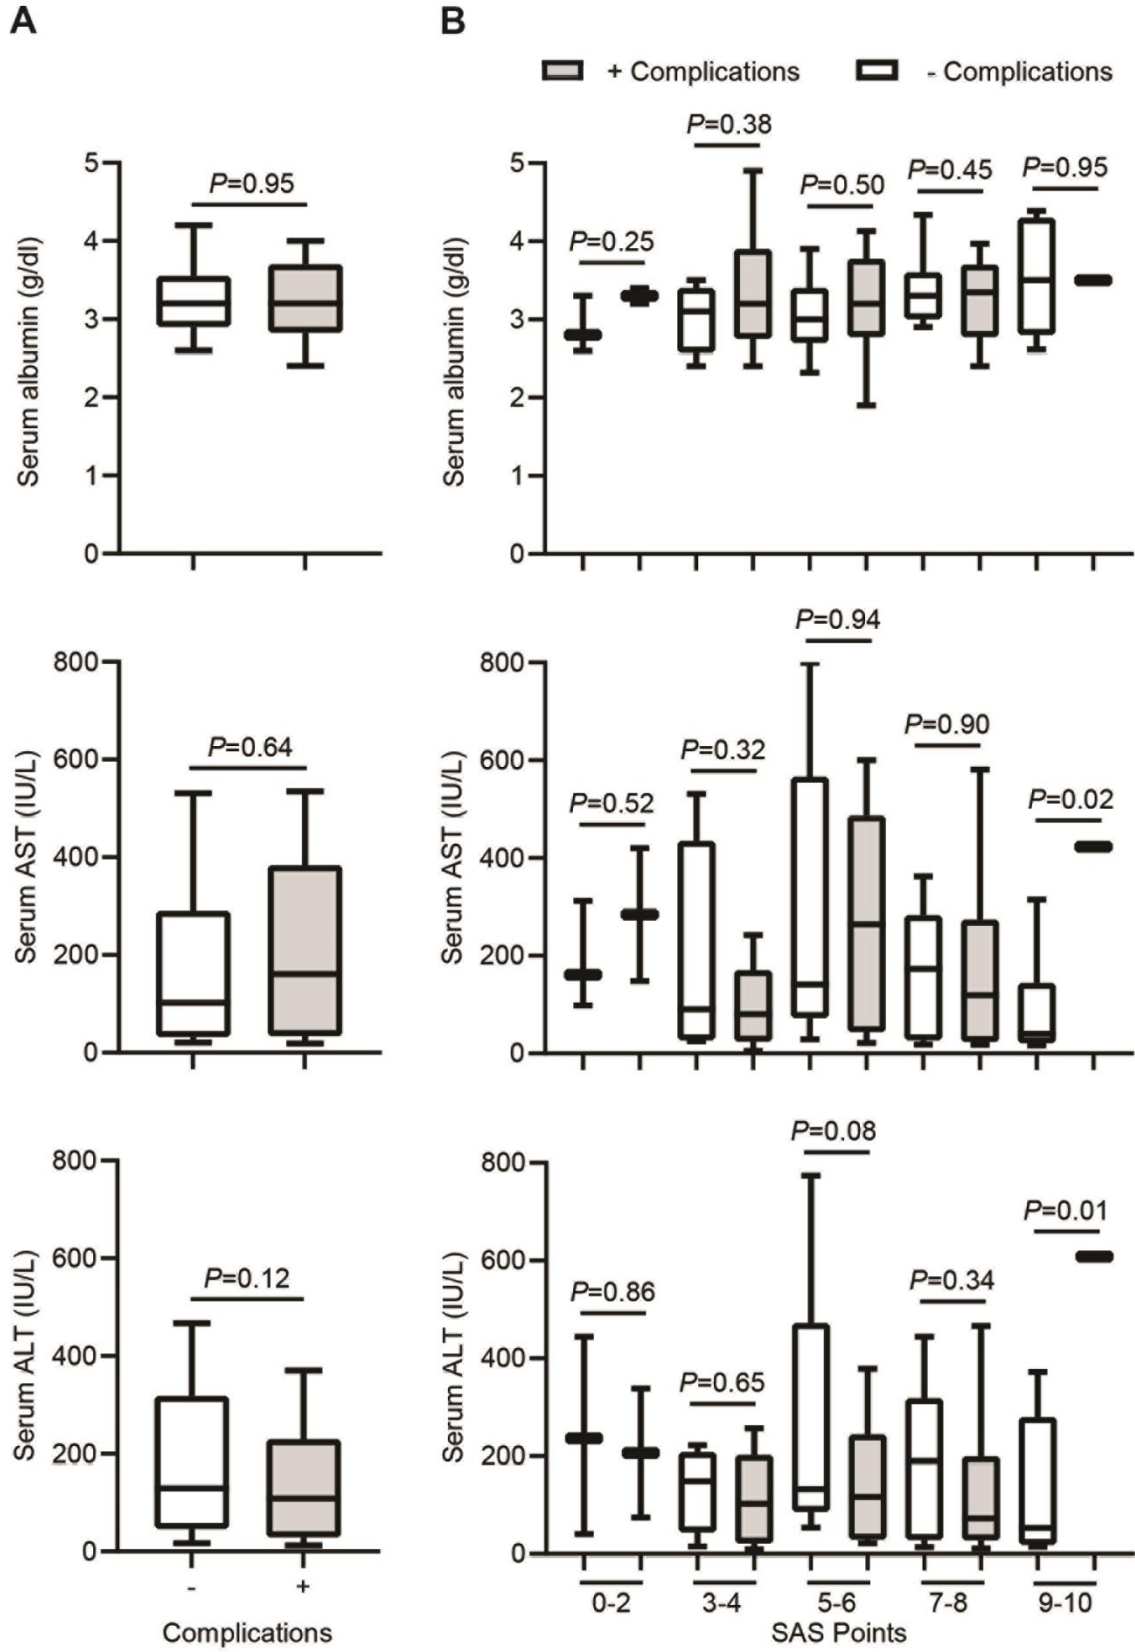 A
B
+ Complications
- Complications
P=0.95
5
4
3
2
1
0
Serum albumin (g/dl)
P=0.25
P=0.38
P=0.50
P=0.45
P=0.95
5
4
3
2
1
0
Serum albumin (g/dl)
P=0.64
800
600
400
200
0
Serum AST (IU/L)
P=0.52
P=0.32
P=0.94
P=0.90
P=0.02
800
600
400
200
0
Serum AST (IU/L)
P=0.12
800
600
400
200
0
Serum ALT (IU/L)
- +
Complications
P=0.86
P=0.65
P=0.08
P=0.34
P=0.01
800
600
400
200
0
Serum ALT (IU/L)
0-2 3-4 5-6 7-8 9-10
SAS Points